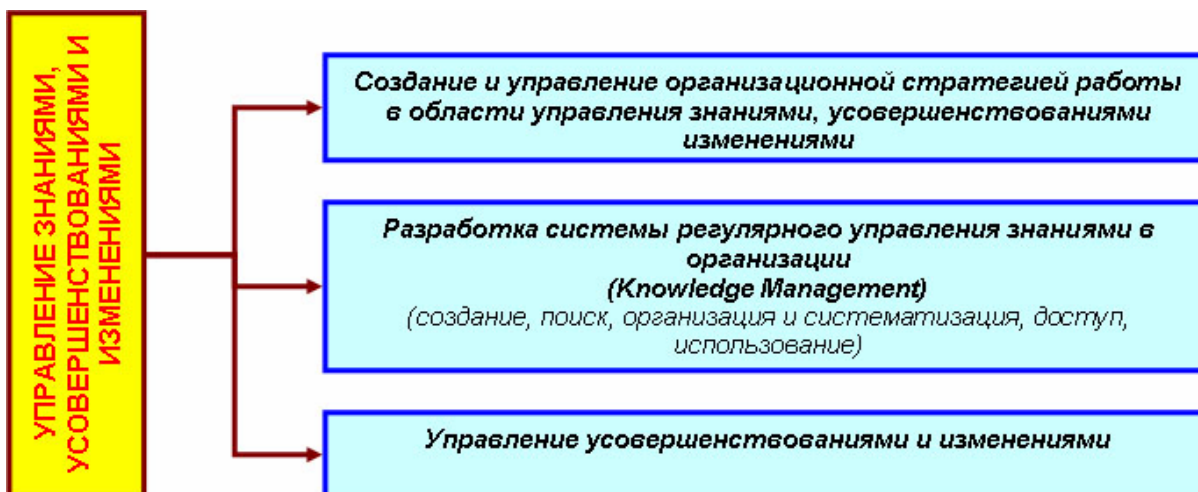 УПРАВЛЕНИЕ ЗНАНИЯМИ,
УСОВЕРШЕНСТВОВАНИЯМИ И
ИЗМЕНЕНИЯМИ
Создание и управление организационной стратегией работы
в области управления знаниями, усовершенствованиями
изменениями
Разработка системы регулярного управления знаниями в
организации
(Knowledge Management)
(создание, поиск, организация и систематизация, доступ,
использование)
Управление усовершенствованиями и изменениями